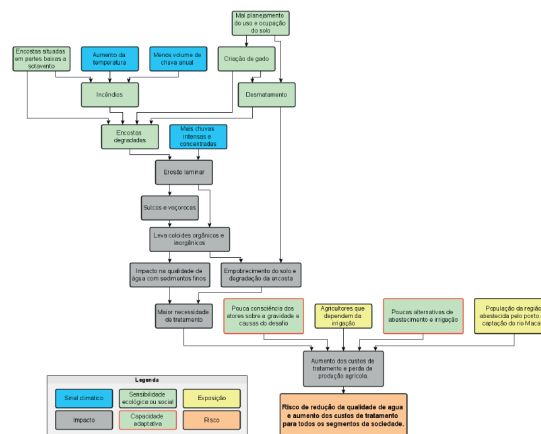 Mal planejamento
do uso e ocupação
do solo
Encostas situadas
em partes baixas a
sotavento
Aumento da
temperatura
Menos volume de
chuva anual
Criação de gado
Incêndios
Desmatamento
Encostas
degradadas
Mais chuvas
intensas e
concentradas
Erosão laminar
Sulcos e voçorocas
Leva coloides orgânicos e
inorgânicos
Impacto na qualidade de
água com sedimentos finos
Empobrecimento do solo e
degradação da encosta
Maior necessidade
de tratamento
Pouca consciência dos
atores sobre a gravidade e
causas do desafio
Agricultores que
dependem da
irrigação
Poucas alternativas de
abastecimento e irrigação
População da região
abastecida pelo ponto
captação do rio Maca
Aumento dos custos de
tratamento e perda de
produção agrícola.
Risco de redução da qualidade de agua
e aumento dos custos de tratamento
para todos os segmentos da sociedade.
Legenda
Sinal climático
Sensibilidade
ecológica ou social
Exposição
Impacto
Capacidade
adaptativa
Risco